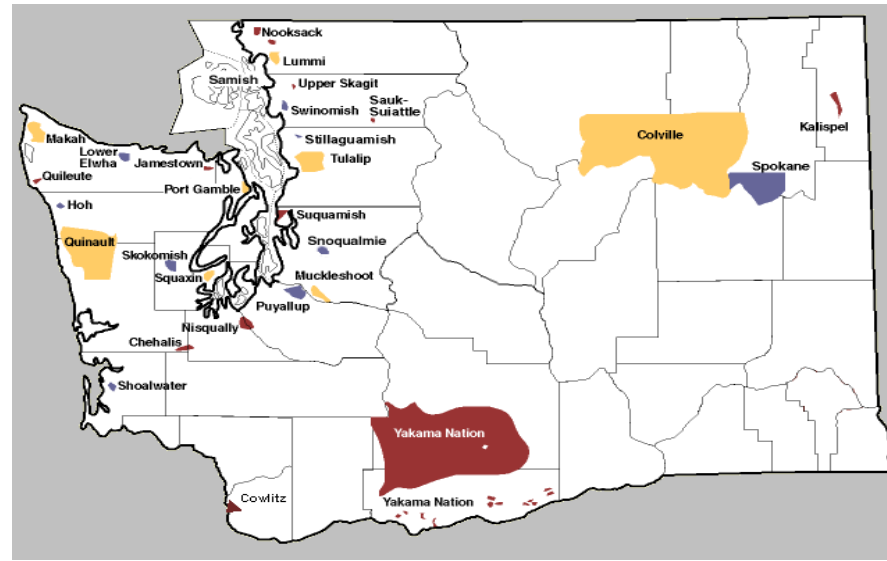 Nooksack
Lummi
Samish
Upper Skagit
Swinomish
Sauk-
Suiattle
Kalispel
Makah
Stillaguamish
Colville
Lower
Elwha
Jamestown
Tulalip
Spokane
Quileute
Port Gamble
Hoh
Suquamish
Quinault
Snoqualmie
Skokomish
Squaxin
Muckleshoot
Puyallup
Nisqually
Chehalis
Shoalwater
Yakama Nation
Cowlitz
Yakama Nation